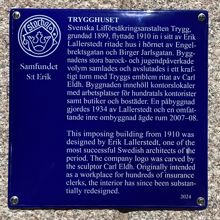 TRYGGHUSET
Svenska Lifförsäkringsanstalten Trygg,
grundad 1899, flyttade 1910 in i sitt av Erik
Lallerstedt ritade hus i hörnet av Engel-
brektsgatan och Birger Jarlsgatan. Bygg-
nadens stora barock- och jugendpåverkade
volym samlades och avslutades i ett kraf-
tigt torn med Tryggs emblem ritat av Carl
Eldh. Byggnaden innehöll kontorslokaler
med arbetsplatser för hundratals kontorister
samt butiker och bostäder. En påbyggnad
gjordes 1934 av Lallerstedt och en omfat-
tande inre ombyggnad ägde rum 2007–08.
This imposing building from 1910 was
designed by Erik Lallerstedt, one of the
most successful Swedish architects of the
period. The company logo was carved by
the sculptor Carl Eldh. Originally intended
as a workplace for hundreds of insurance
clerks, the interior has since been substan-
tially redesigned.
2024
Samfundet
S:t Erik